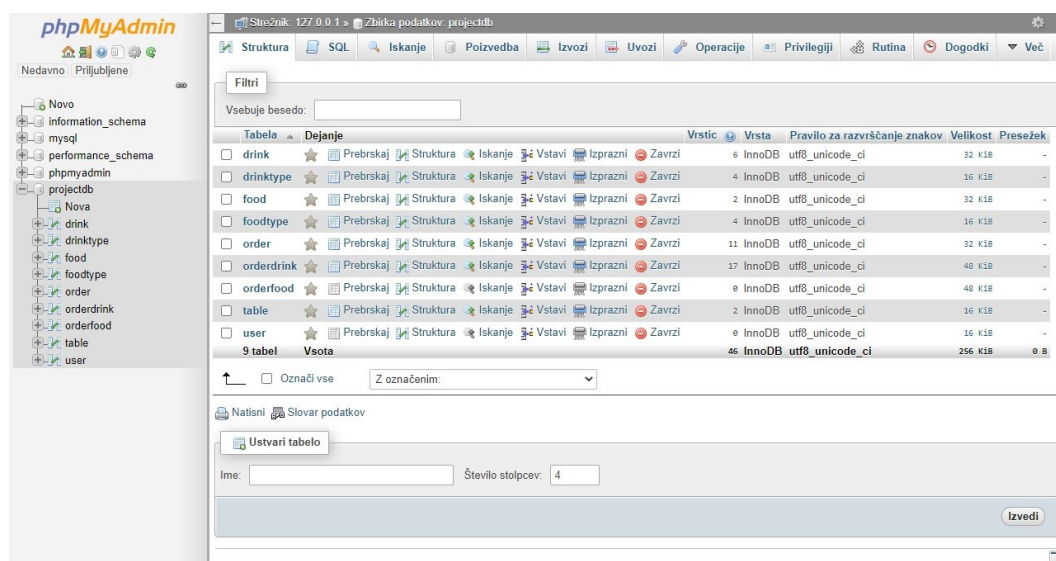 phpMyAdmin
Nedavno Priljubljene
Novo
information_schema
mysql
performance_schema
phpmyadmin
projectdb
Nova
drink
drinktype
food
foodtype
order
orderdrink
orderfood
table
user
Strežnik: 127.0.0.1 » Zbirka podatkov: projectdb
Struktura SQL Iskanje Poizvedba Izvozi Uvozi Operacije Privilegiji Rutina Dogodki Več
Filtri
Vsebuje besedo:
Tabela Dejanje Vrstic Vrsta Pravilo za razvrščanje znakov Velikost Presežek
drink Prebrskaj Struktura Iskanje Vstavi Izprazni Zavrzi 6 InnoDB utf8_unicode_ci 32 KiB -
drinktype Prebrskaj Struktura Iskanje Vstavi Izprazni Zavrzi 4 InnoDB utf8_unicode_ci 16 KiB -
food Prebrskaj Struktura Iskanje Vstavi Izprazni Zavrzi 2 InnoDB utf8_unicode_ci 32 KiB -
foodtype Prebrskaj Struktura Iskanje Vstavi Izprazni Zavrzi 4 InnoDB utf8_unicode_ci 16 KiB -
order Prebrskaj Struktura Iskanje Vstavi Izprazni Zavrzi 11 InnoDB utf8_unicode_ci 32 KiB -
orderdrink Prebrskaj Struktura Iskanje Vstavi Izprazni Zavrzi 17 InnoDB utf8_unicode_ci 48 KiB -
orderfood Prebrskaj Struktura Iskanje Vstavi Izprazni Zavrzi 0 InnoDB utf8_unicode_ci 48 KiB -
table Prebrskaj Struktura Iskanje Vstavi Izprazni Zavrzi 2 InnoDB utf8_unicode_ci 16 KiB -
user Prebrskaj Struktura Iskanje Vstavi Izprazni Zavrzi 0 InnoDB utf8_unicode_ci 16 KiB -
9 tabel Vsota 46 InnoDB utf8_unicode_ci 256 KiB 0 B
Označi vse Z označenim:
Natisni Slovar podatkov
Ustvari tabelo
Ime: Število stolpcev: 4
Izvedi